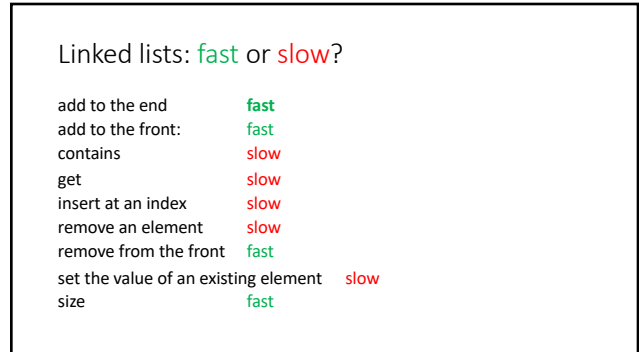 Linked lists: fast or slow?
add to the end fast
add to the front: fast
contains slow
get slow
insert at an index slow
remove an element slow
remove from the front fast
set the value of an existing element slow
size fast